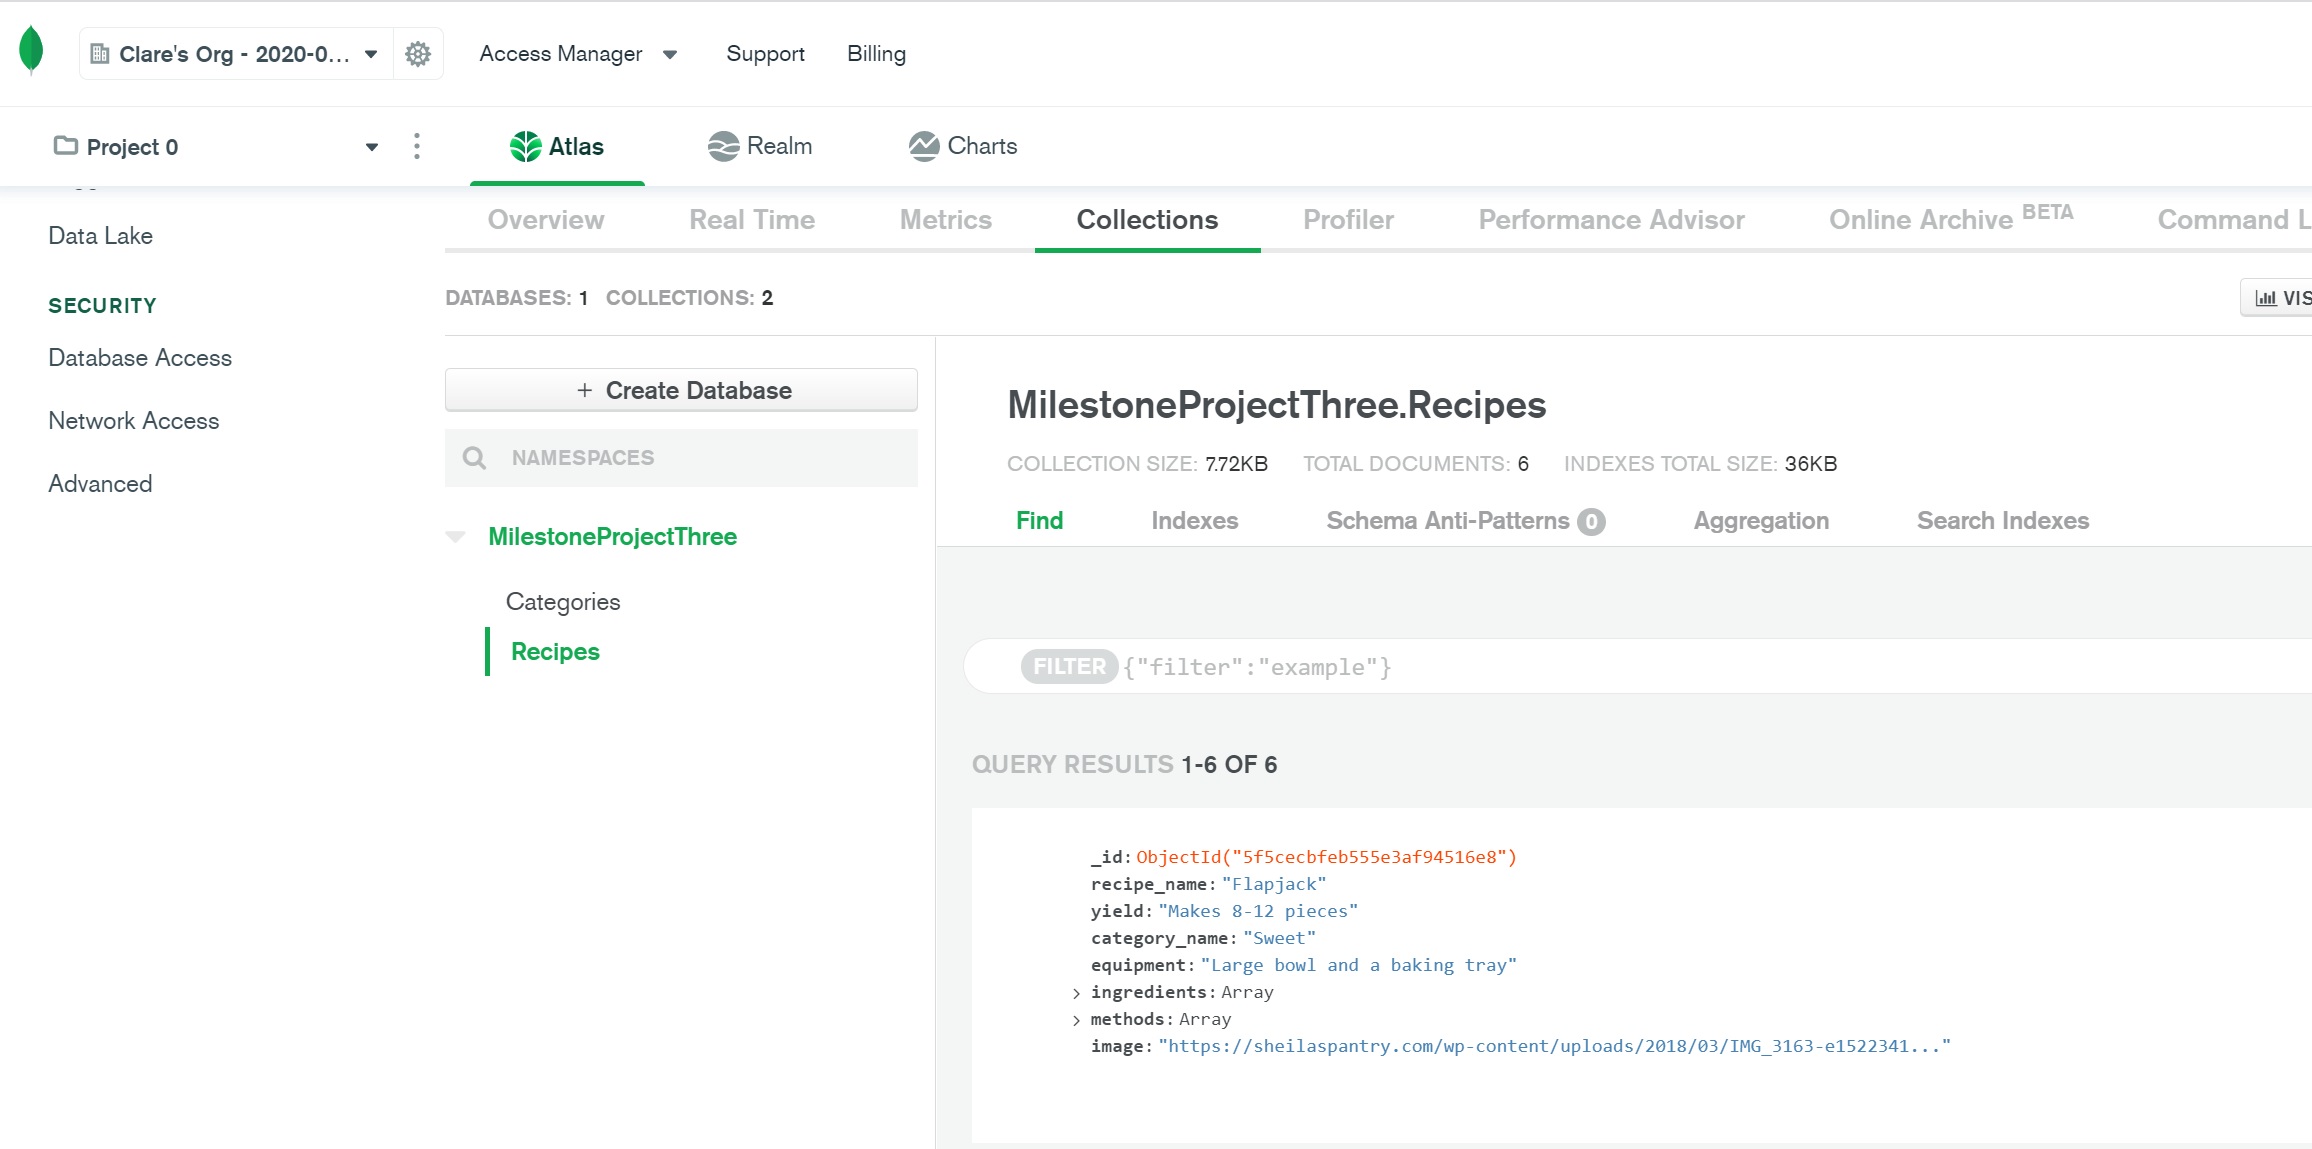 Clare's Org - 2020-0...
Access Manager
Support
Billing
Project 0
Atlas
Realm
Charts
Data Lake
SECURITY
Database Access
Network Access
Advanced
Overview
Real Time
Metrics
Collections
Profiler
Performance Advisor
Online Archive BETA
Command L
DATABASES: 1 COLLECTIONS: 2
VIS
+ Create Database
NAMESPACES
MilestoneProjectThree
Categories
Recipes
MilestoneProjectThree.Recipes
COLLECTION SIZE: 7.72KB TOTAL DOCUMENTS: 6 INDEXES TOTAL SIZE: 36KB
Find
Indexes
Schema Anti-Patterns 0
Aggregation
Search Indexes
FILTER {"filter":"example"}
QUERY RESULTS 1-6 OF 6
_id: ObjectId("5f5cecbfeb555e3af94516e8")
recipe_name: "Flapjack"
yield: "Makes 8-12 pieces"
category_name: "Sweet"
equipment: "Large bowl and a baking tray"
> ingredients: Array
> methods: Array
image: "https://sheilaspantry.com/wp-content/uploads/2018/03/IMG_3163-e1522341..."